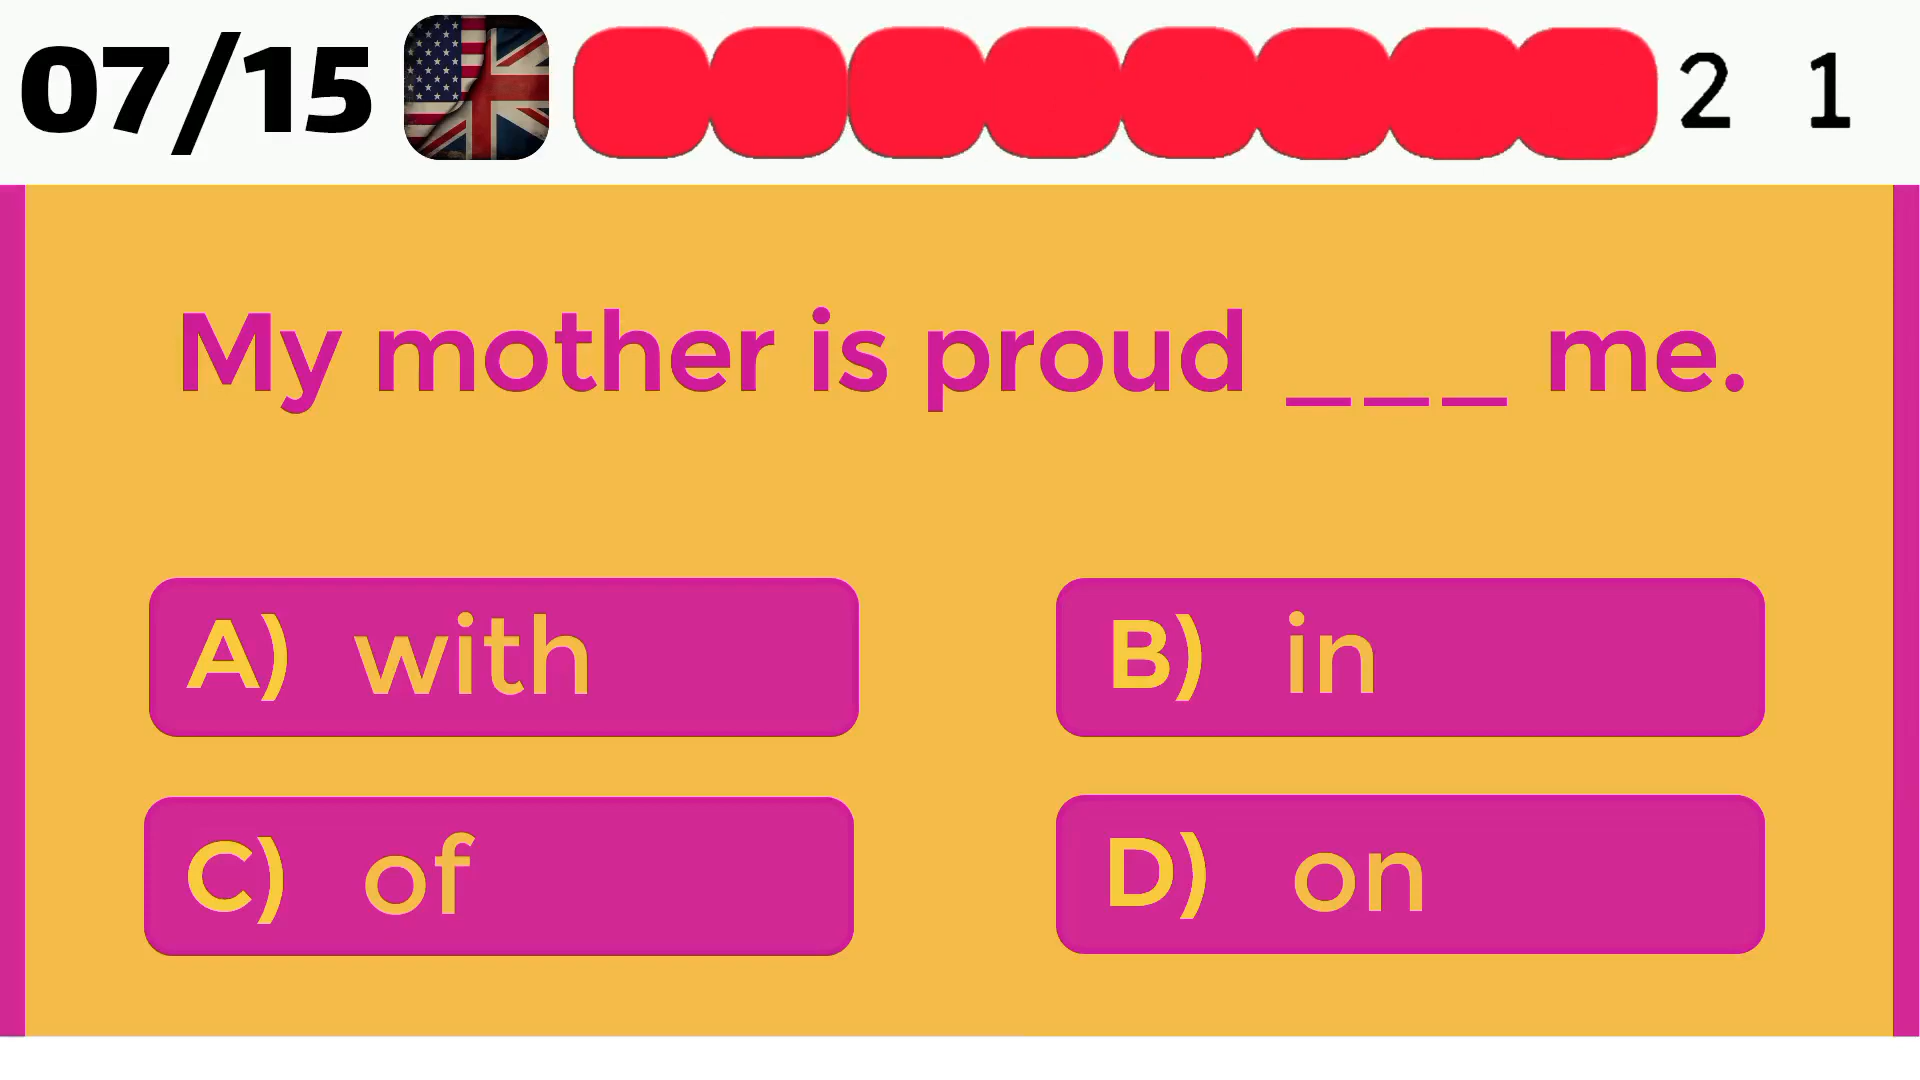 07/15 2 1
My mother is proud ___ me.
A) with
B) in
C) of
D) on